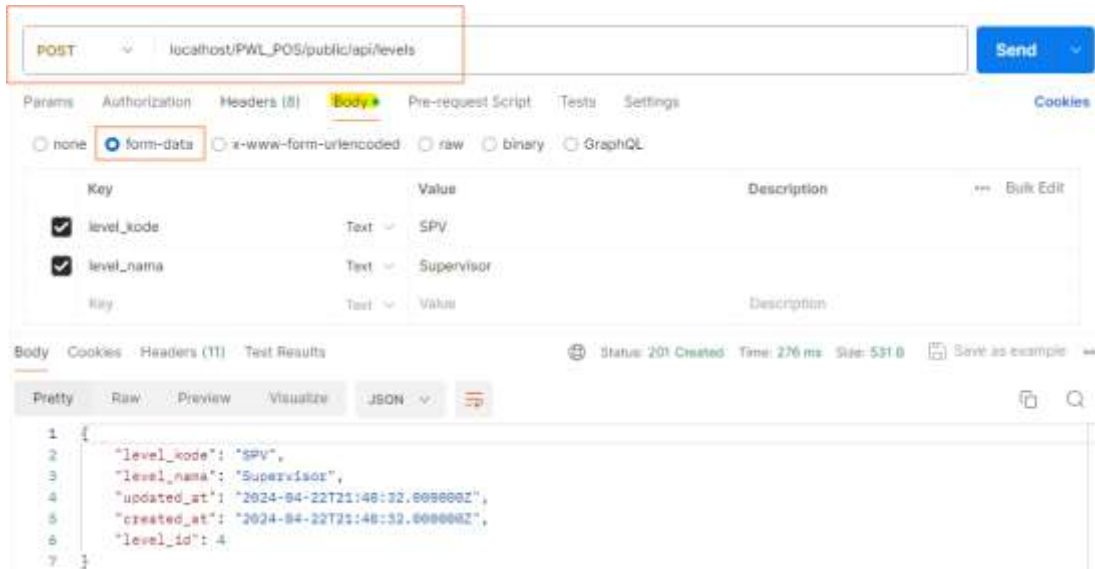 POST localhost/PWL_POS/public/api/levels Send
Params Authorization Headers (8) Body Pre-request Script Tests Settings Cookies
none form-data x-www-form-urlencoded raw binary GraphQL
Key Value Description Bulk Edit
level_kode Text SPV
level_nama Text Supervisor
Key Text Value Description
Body Cookies Headers (11) Test Results Status: 201 Created Time: 276 ms Size: 531 B Save as example
Pretty Raw Preview Visualize JSON
1 {
2 "level_kode": "SPV",
3 "level_nama": "Supervisor",
4 "updated_at": "2024-04-22T21:48:32.000000Z",
5 "created_at": "2024-04-22T21:48:32.000000Z",
6 "level_id": 4
7 }